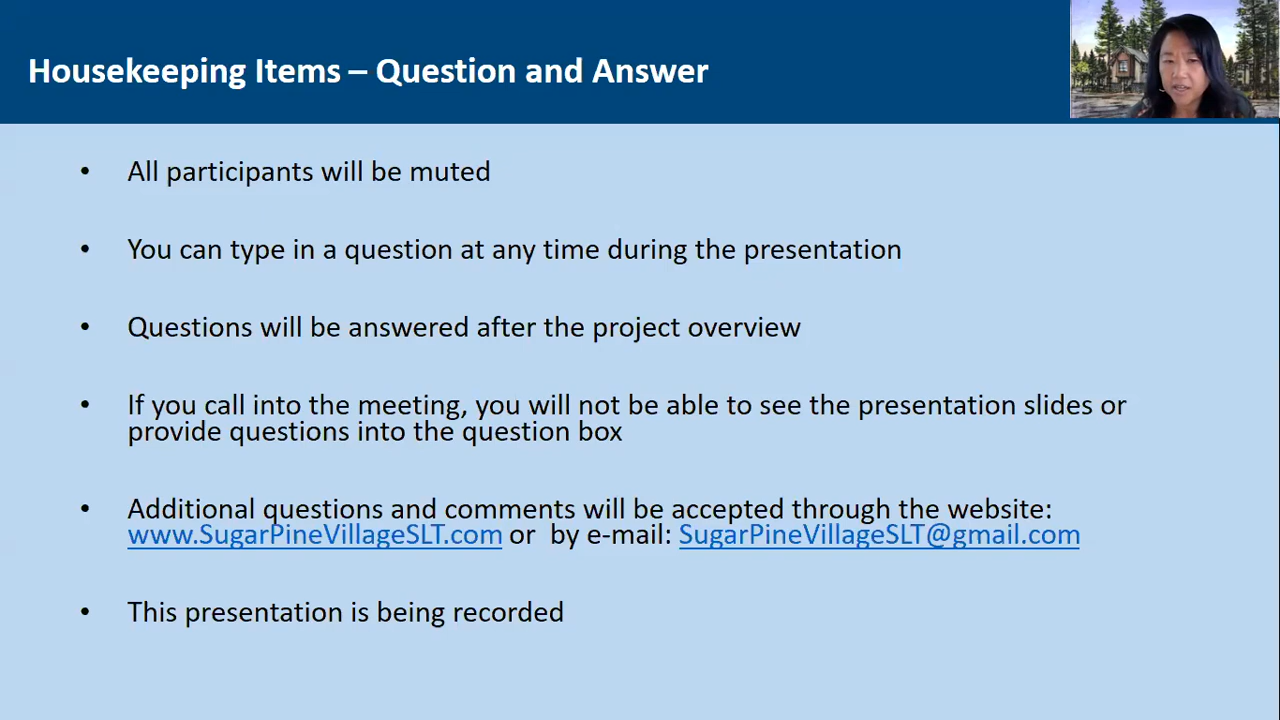 Housekeeping Items – Question and Answer
• All participants will be muted
• You can type in a question at any time during the presentation
• Questions will be answered after the project overview
• If you call into the meeting, you will not be able to see the presentation slides or
provide questions into the question box
• Additional questions and comments will be accepted through the website:
www.SugarPineVillageSLT.com or  by e-mail: SugarPineVillageSLT@gmail.com
• This presentation is being recorded